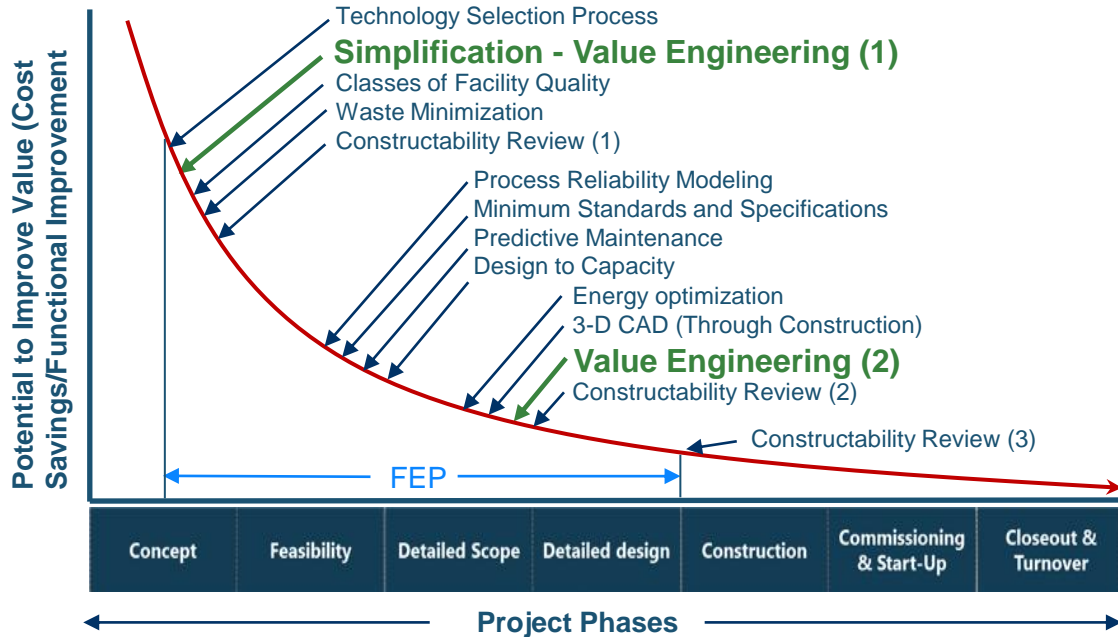 Potential to Improve Value (Cost
Savings/Functional Improvement
Technology Selection Process
Simplification - Value Engineering (1)
Classes of Facility Quality
Waste Minimization
Constructability Review (1)
Process Reliability Modeling
Minimum Standards and Specifications
Predictive Maintenance
Design to Capacity
Energy optimization
3-D CAD (Through Construction)
Value Engineering (2)
Constructability Review (2)
Constructability Review (3)
FEP
Concept
Feasibility
Detailed Scope
Detailed design
Construction
Commissioning
& Start-Up
Closeout &
Turnover
Project Phases